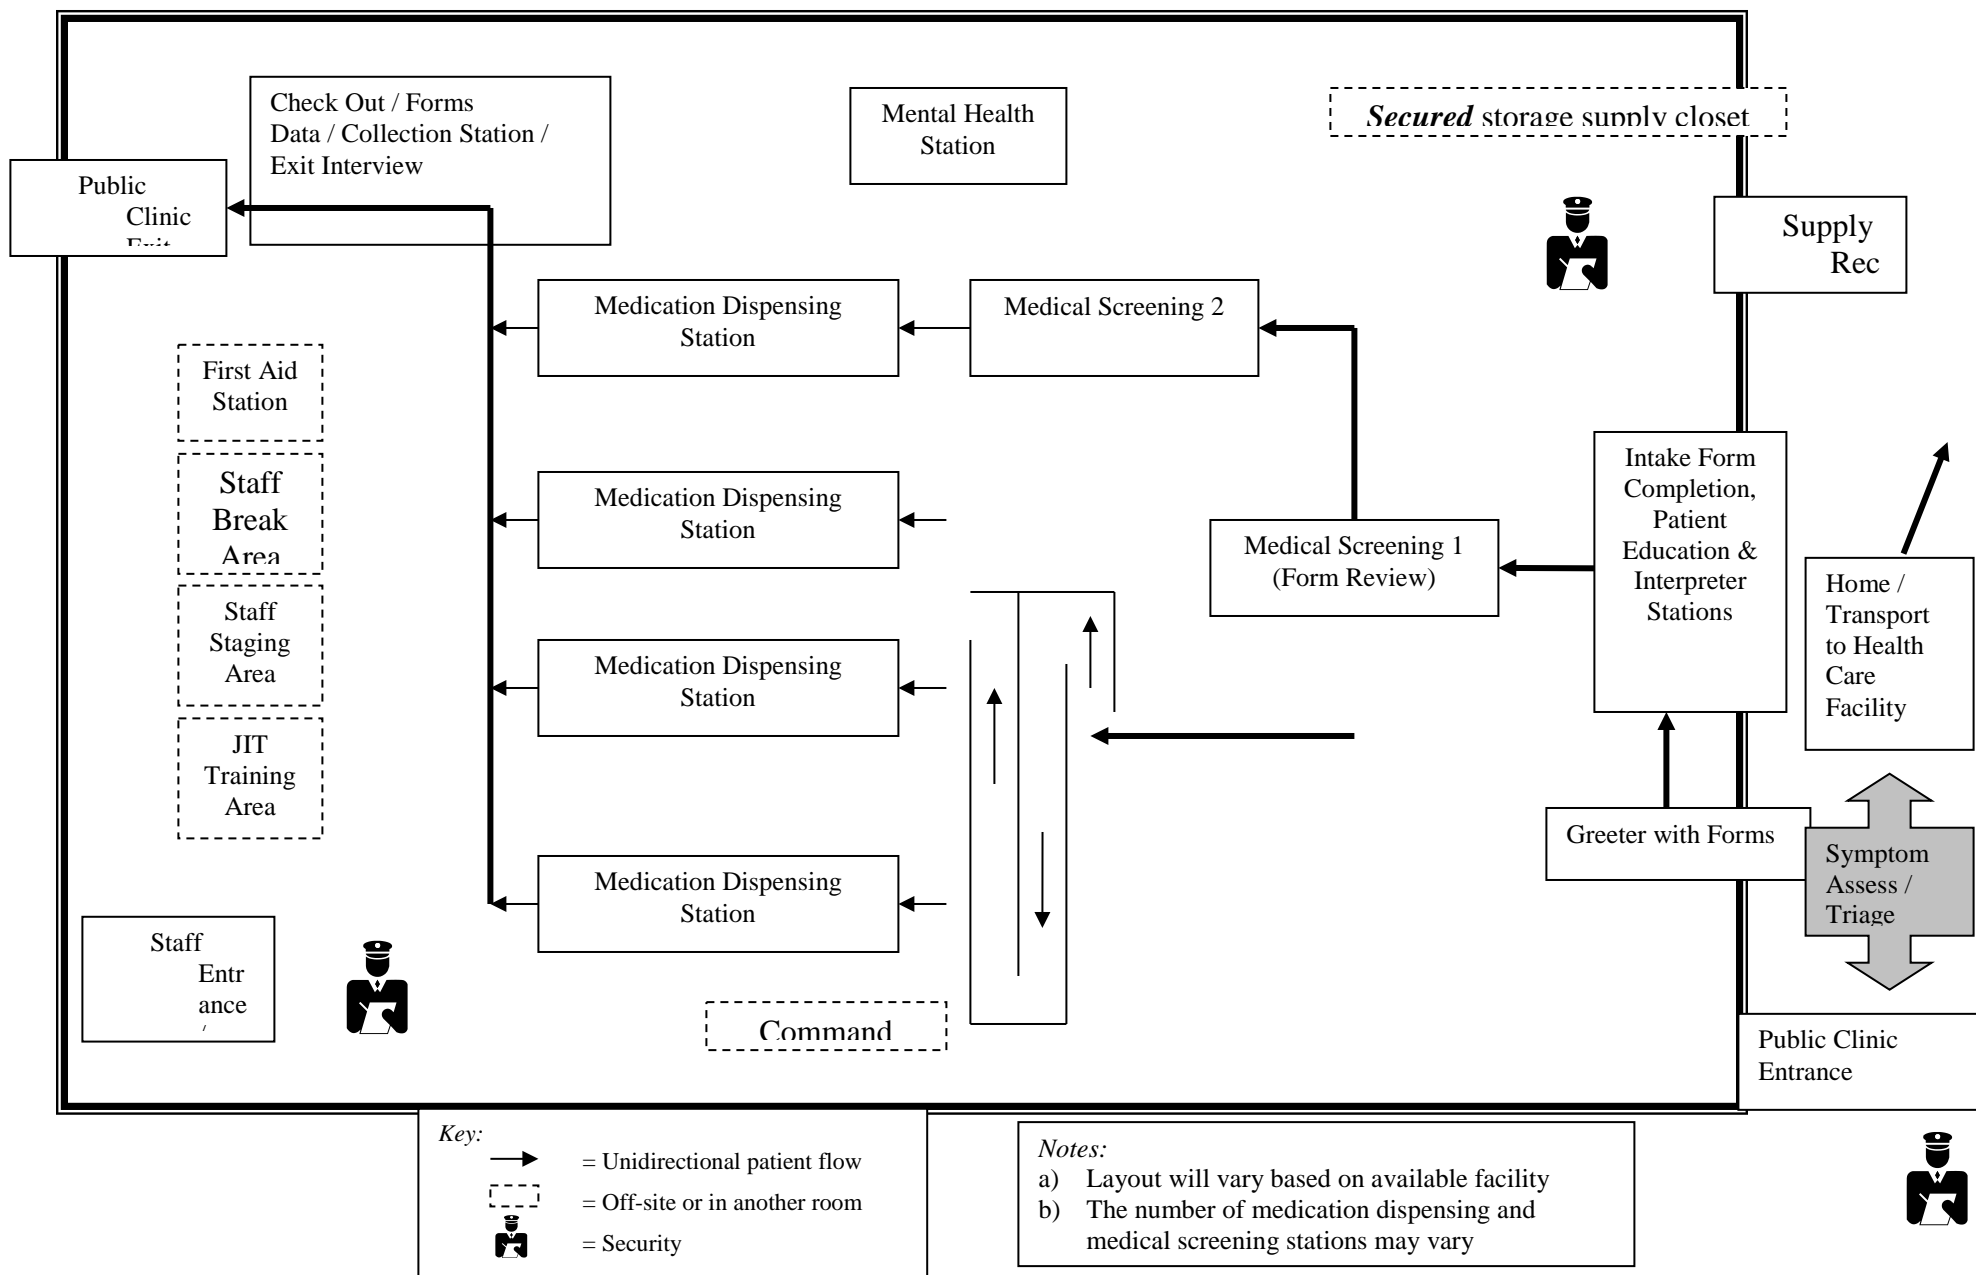 Check Out / Forms
Data / Collection Station /
Exit Interview
Mental Health
Station
Secured storage supply closet
Public
Clinic
Exit
Supply
Rec
Medication Dispensing
Station
Medical Screening 2
First Aid
Station
Staff
Break
Area
Medication Dispensing
Station
Medical Screening 1
(Form Review)
Intake Form
Completion,
Patient
Education &
Interpreter
Stations
Home /
Transport
to Health
Care
Facility
Staff
Staging
Area
Medication Dispensing
Station
JIT
Training
Area
Greeter with Forms
Symptom
Assess /
Triage
Medication Dispensing
Station
Staff
Entr
ance
/
Command
Public Clinic
Entrance
Key:
= Unidirectional patient flow
= Off-site or in another room
= Security
Notes:
a) Layout will vary based on available facility
b) The number of medication dispensing and
medical screening stations may vary